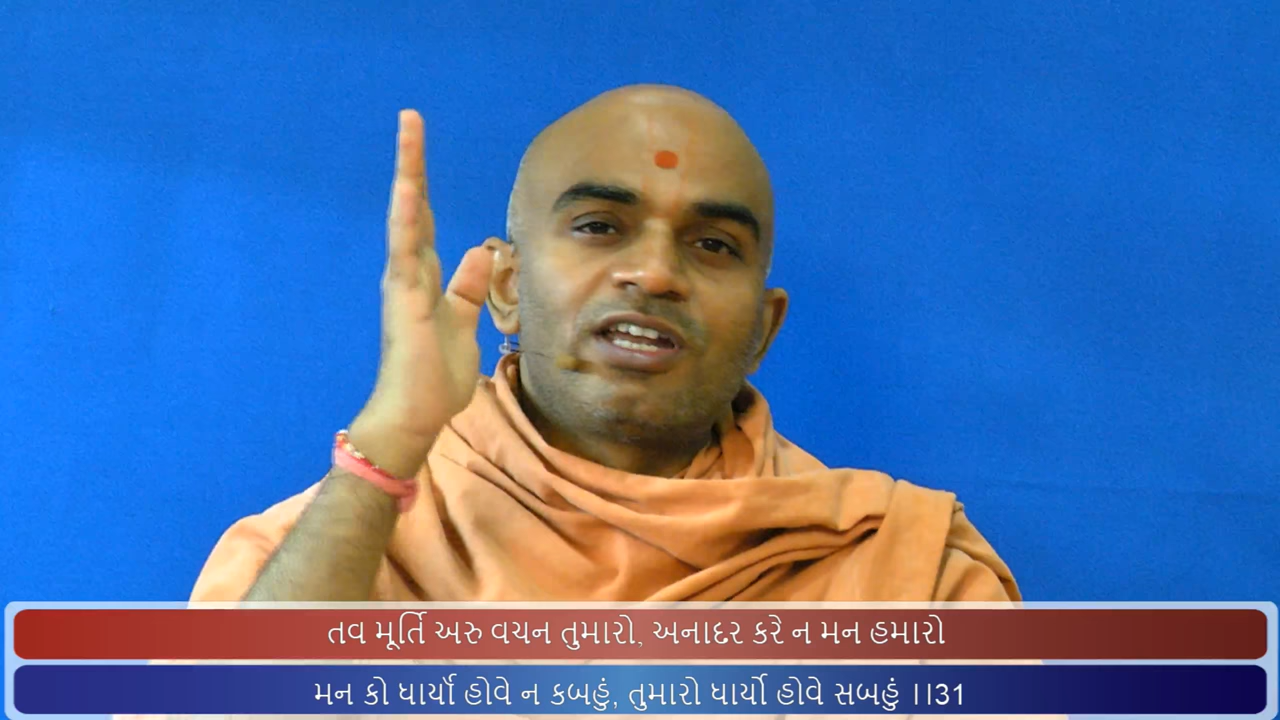 તવ મૂર્તિ અરુ વચન તુમારો, અનાદર કરે ન મન હમારો
મન કો ધાર્યો હોવે ન કબહું, તુમારો ધાર્યો હોવે સબહું ।।31